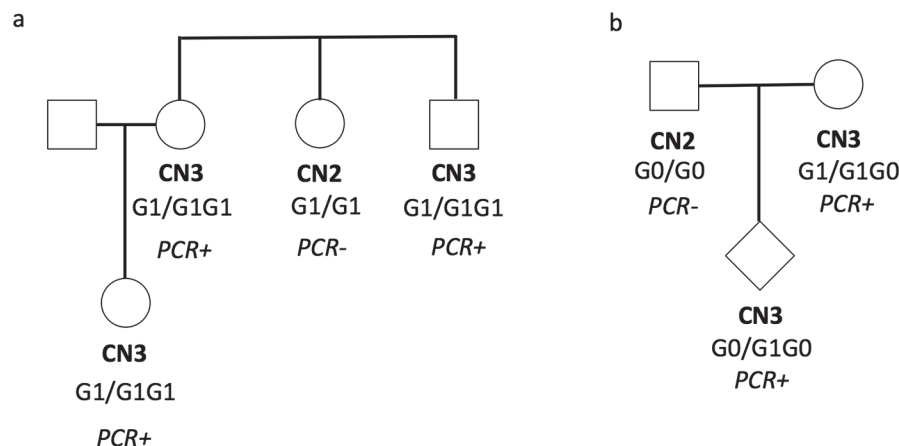 a
CN3
G1/G1G1
PCR+
CN2
G1/G1
PCR-
CN3
G1/G1G1
PCR+
CN3
G1/G1G1
PCR+
b
CN2
G0/G0
PCR-
CN3
G1/G1G0
PCR+
CN3
G0/G1G0
PCR+